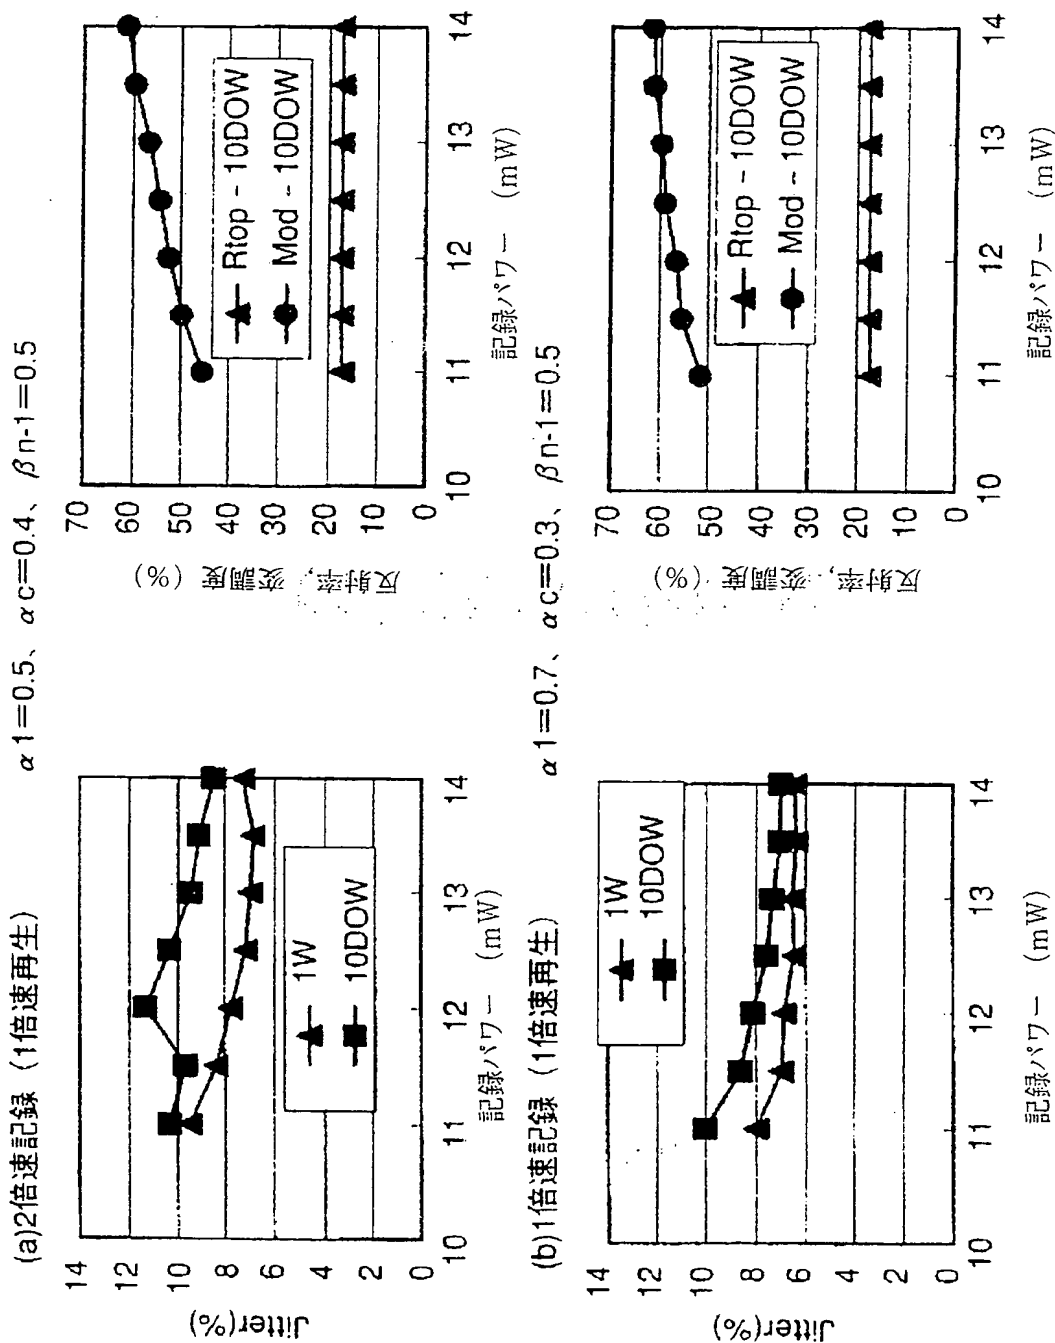 (a)2倍速記録 (1倍速再生)
α1=0.5、αc=0.4、βn-1=0.5
Jitter(%)
14
12
10
8
6
4
2
0
1W
10DOW
10
11
12
13
14
記録パワー (mW)
反射率, 変調度 (%)
70
60
50
40
30
20
10
0
Rtop - 10DOW
Mod - 10DOW
10
11
12
13
14
記録パワー (mW)
(b)1倍速記録 (1倍速再生)
α1=0.7、αc=0.3、βn-1=0.5
Jitter(%)
14
12
10
8
6
4
2
0
1W
10DOW
10
11
12
13
14
記録パワー (mW)
反射率, 変調度 (%)
70
60
50
40
30
20
10
0
Rtop - 10DOW
Mod - 10DOW
10
11
12
13
14
記録パワー (mW)